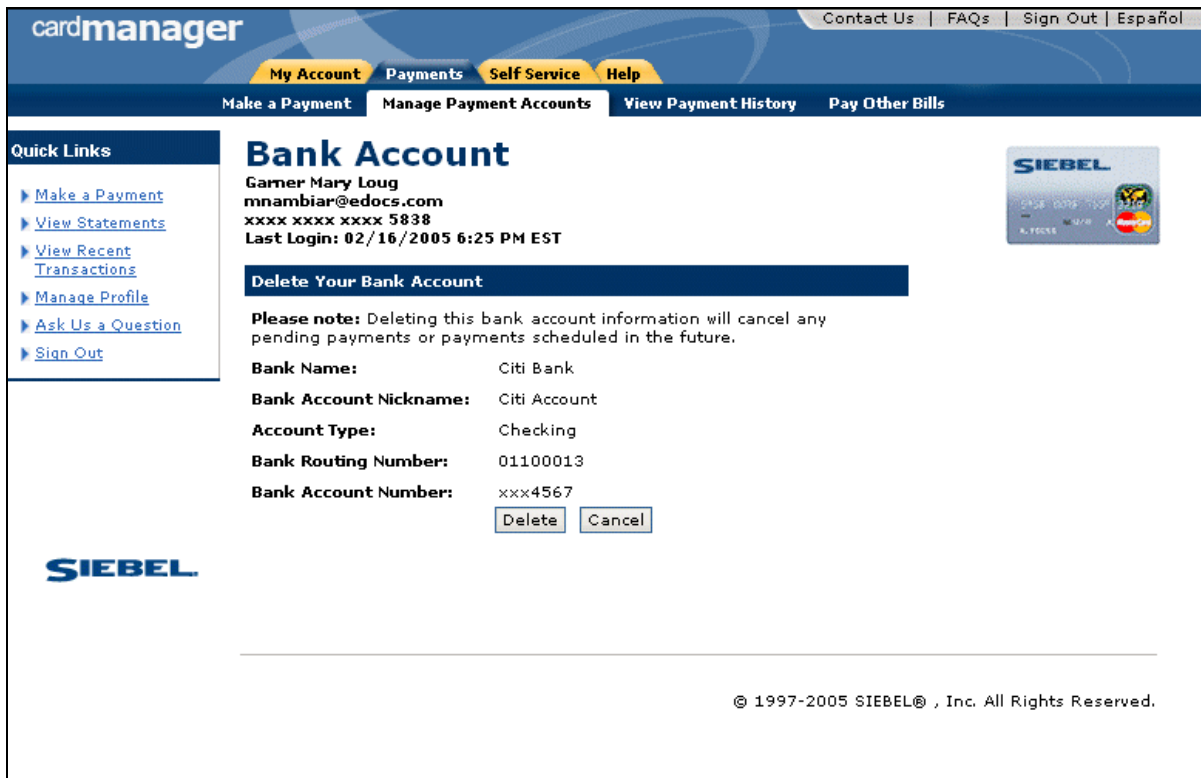 cardmanager
Contact Us | FAQs | Sign Out | Español
My Account Payments Self Service Help
Make a Payment Manage Payment Accounts View Payment History Pay Other Bills
Quick Links
Make a Payment
View Statements
View Recent
Transactions
Manage Profile
Ask Us a Question
Sign Out
SIEBEL.
Bank Account
Garner Mary Loug
mnambiar@edocs.com
xxxx xxxx xxxx 5838
Last Login: 02/16/2005 6:25 PM EST
SIEBEL.
Delete Your Bank Account
Please note: Deleting this bank account information will cancel any
pending payments or payments scheduled in the future.
Bank Name: Citi Bank
Bank Account Nickname: Citi Account
Account Type: Checking
Bank Routing Number: 01100013
Bank Account Number: xxx4567
Delete Cancel
© 1997-2005 SIEBEL® , Inc. All Rights Reserved.